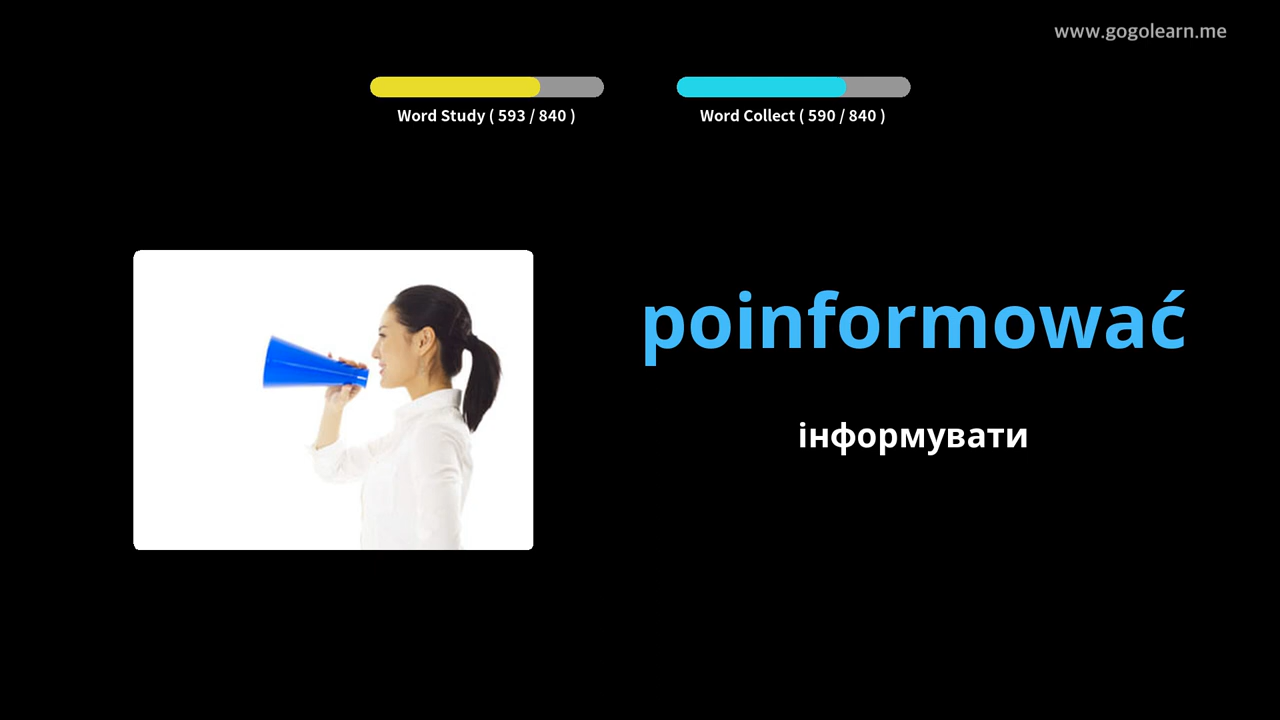 www.gogolearn.me
Word Study ( 593 / 840 )
Word Collect ( 590 / 840 )
poinformować
інформувати